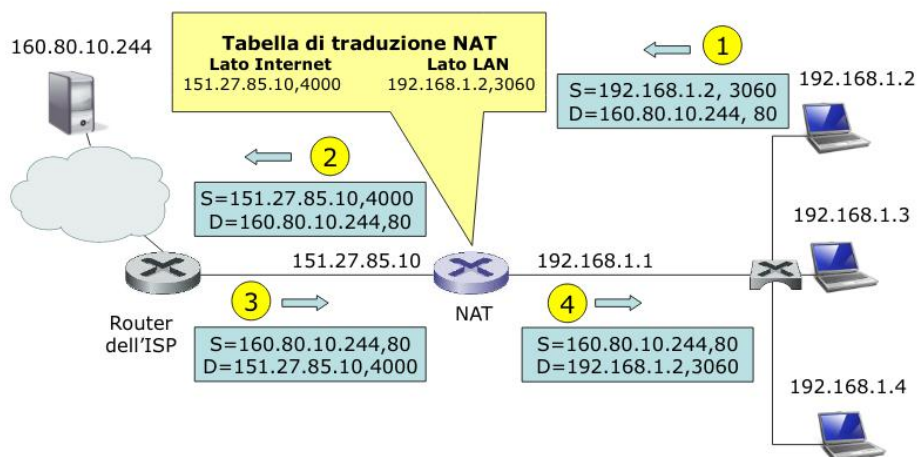 160.80.10.244
Tabella di traduzione NAT
Lato Internet Lato LAN
151.27.85.10,4000 192.168.1.2,3060
1
192.168.1.2
S=192.168.1.2, 3060
D=160.80.10.244, 80
2
S=151.27.85.10,4000
D=160.80.10.244,80
192.168.1.3
151.27.85.10
192.168.1.1
NAT
Router
dell'ISP
3
S=160.80.10.244,80
D=151.27.85.10,4000
4
S=160.80.10.244,80
D=192.168.1.2,3060
192.168.1.4